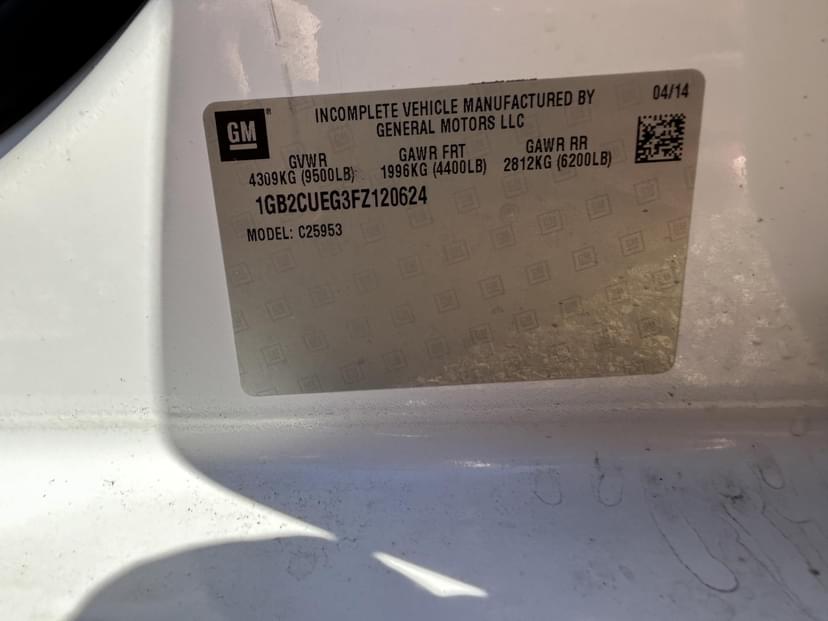 GM
INCOMPLETE VEHICLE MANUFACTURED BY
GENERAL MOTORS LLC
04/14
GVWR GAWR FRT GAWR RR
4309KG (9500LB) 1996KG (4400LB) 2812KG (6200LB)
1GB2CUEG3FZ120624
MODEL: C25953